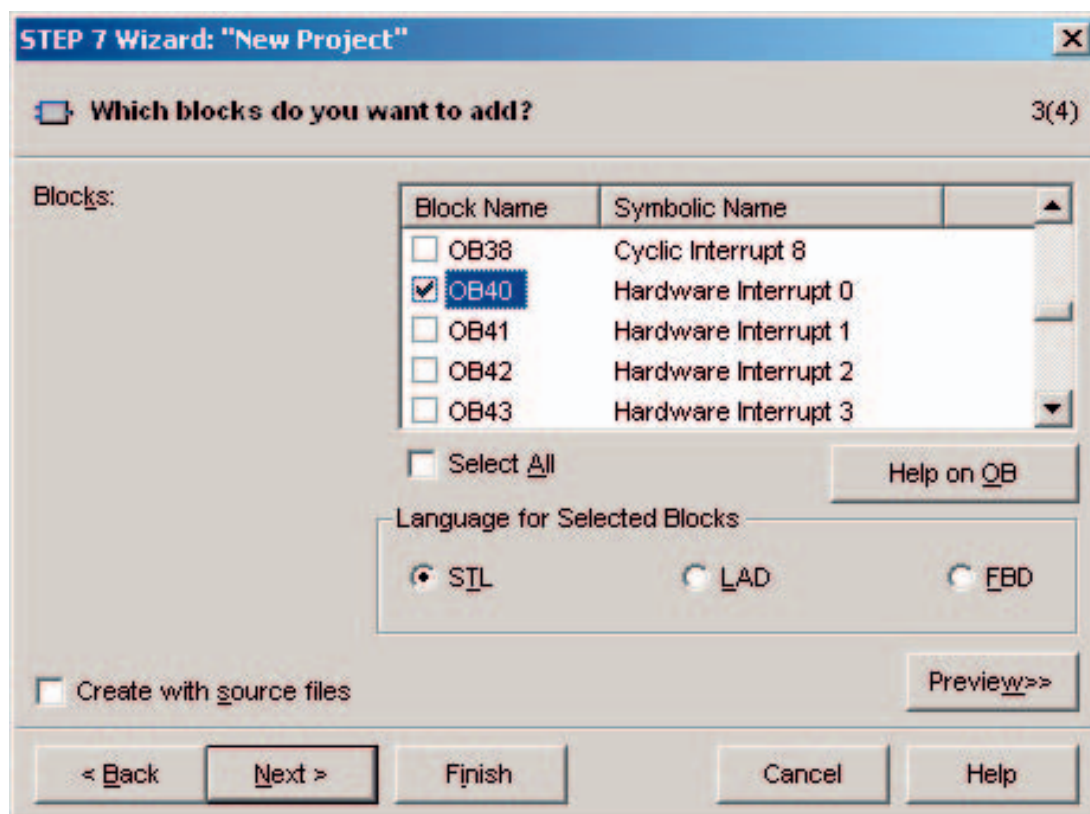 STEP 7 Wizard: "New Project"
Which blocks do you want to add? 3(4)
Blocks:
Block Name Symbolic Name
OB38 Cyclic Interrupt 8
OB40 Hardware Interrupt 0
OB41 Hardware Interrupt 1
OB42 Hardware Interrupt 2
OB43 Hardware Interrupt 3
Select All Help on OB
Language for Selected Blocks
STL LAD FBD
Create with source files Preview>>
< Back Next > Finish Cancel Help